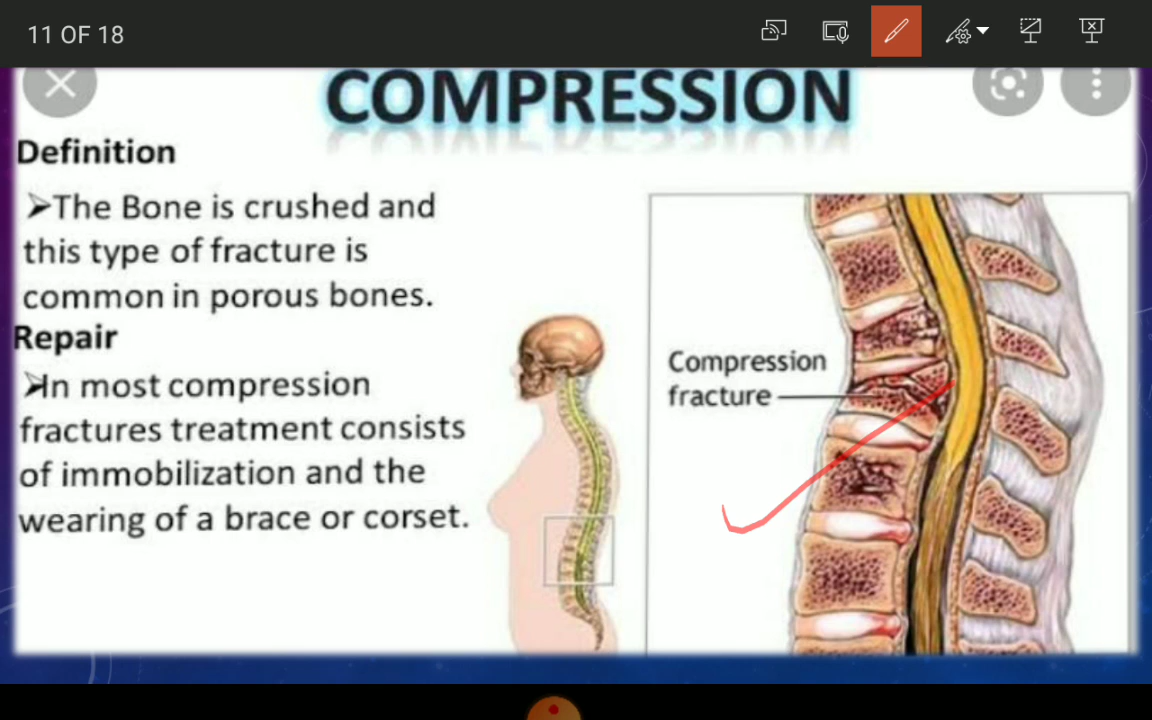 11 OF 18
COMPRESSION
Definition
➢The Bone is crushed and
this type of fracture is
common in porous bones.
Repair
➢In most compression
fractures treatment consists
of immobilization and the
wearing of a brace or corset.
Compression
fracture